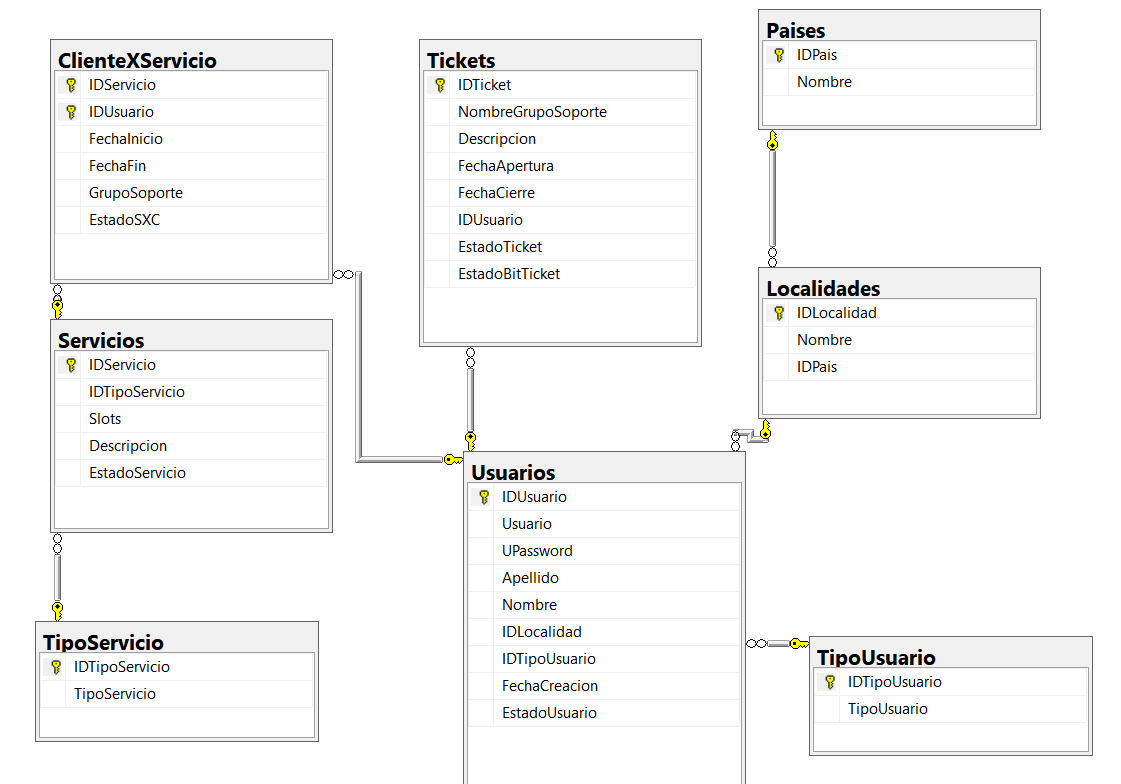 ClienteXServicio
IDServicio
IDUsuario
FechaInicio
FechaFin
GrupoSoporte
EstadoSXC
Tickets
IDTicket
NombreGrupoSoporte
Descripcion
FechaApertura
FechaCierre
IDUsuario
EstadoTicket
EstadoBitTicket
Paises
IDPais
Nombre
Localidades
IDLocalidad
Nombre
IDPais
Servicios
IDServicio
IDTipoServicio
Slots
Descripcion
EstadoServicio
Usuarios
IDUsuario
Usuario
UPassword
Apellido
Nombre
IDLocalidad
IDTipoUsuario
FechaCreacion
EstadoUsuario
TipoServicio
IDTipoServicio
TipoServicio
TipoUsuario
IDTipoUsuario
TipoUsuario